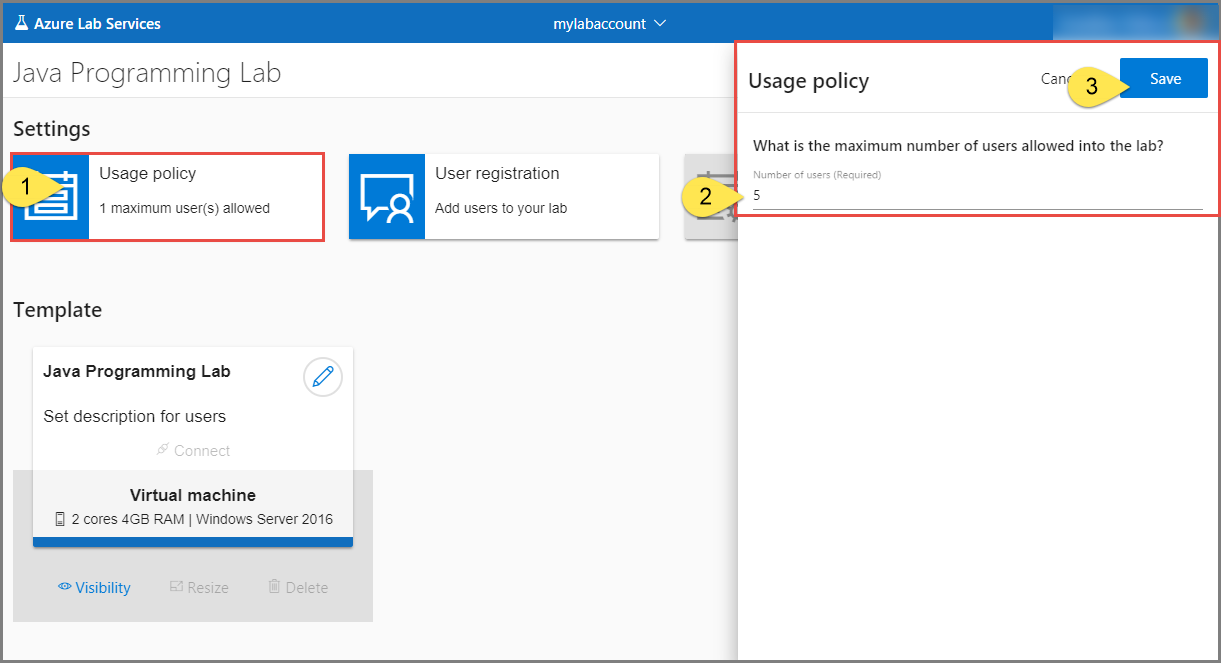 Azure Lab Services
mylabaccount
Java Programming Lab
Usage policy
Canc
3
Save
Settings
1
Usage policy
1 maximum user(s) allowed
User registration
Add users to your lab
What is the maximum number of users allowed into the lab?
Number of users (Required)
2
5
Template
Java Programming Lab
Set description for users
Connect
Virtual machine
2 cores 4GB RAM | Windows Server 2016
Visibility
Resize
Delete